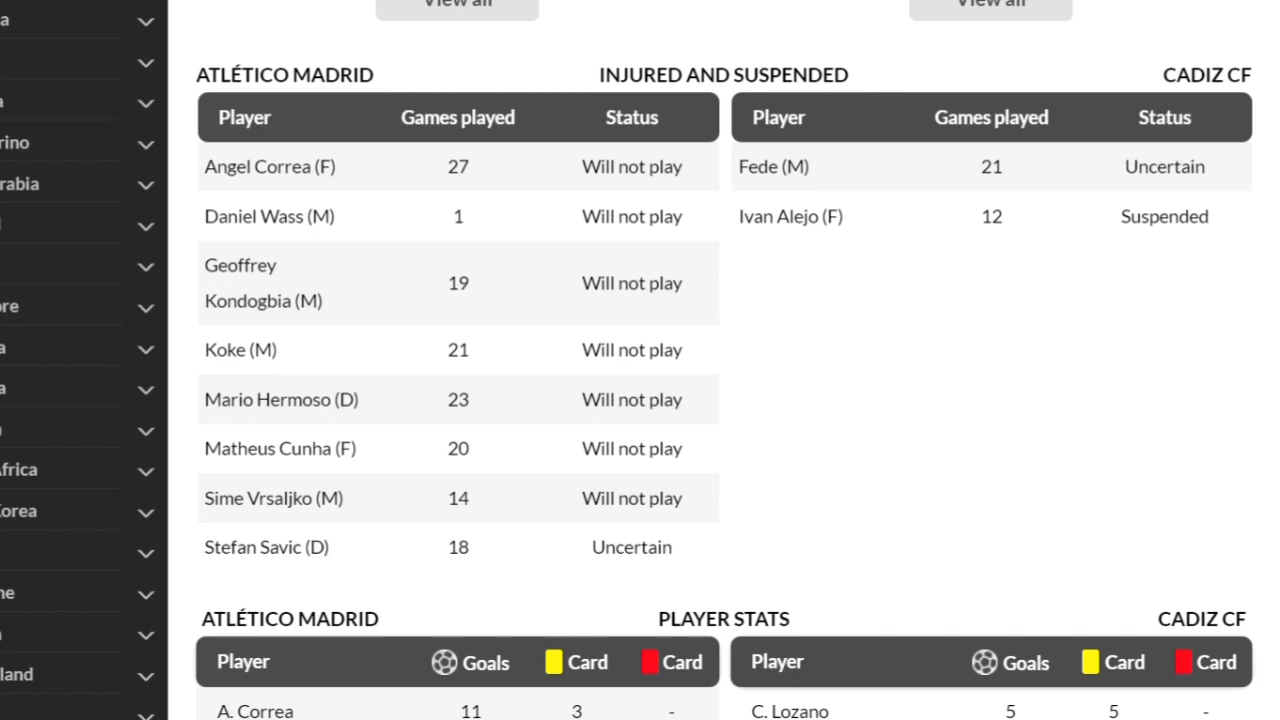 View all View all
ATLÉTICO MADRID INJURED AND SUSPENDED CADIZ CF
Player Games played Status Player Games played Status
Angel Correa (F) 27 Will not play Fede (M) 21 Uncertain
Daniel Wass (M) 1 Will not play Ivan Alejo (F) 12 Suspended
Geoffrey
Kondogbia (M) 19 Will not play
Koke (M) 21 Will not play
Mario Hermoso (D) 23 Will not play
Matheus Cunha (F) 20 Will not play
Sime Vrsaljko (M) 14 Will not play
Stefan Savic (D) 18 Uncertain
ATLÉTICO MADRID PLAYER STATS CADIZ CF
Player Goals Card Card Player Goals Card Card
A. Correa 11 3 - C. Lozano 5 5 -